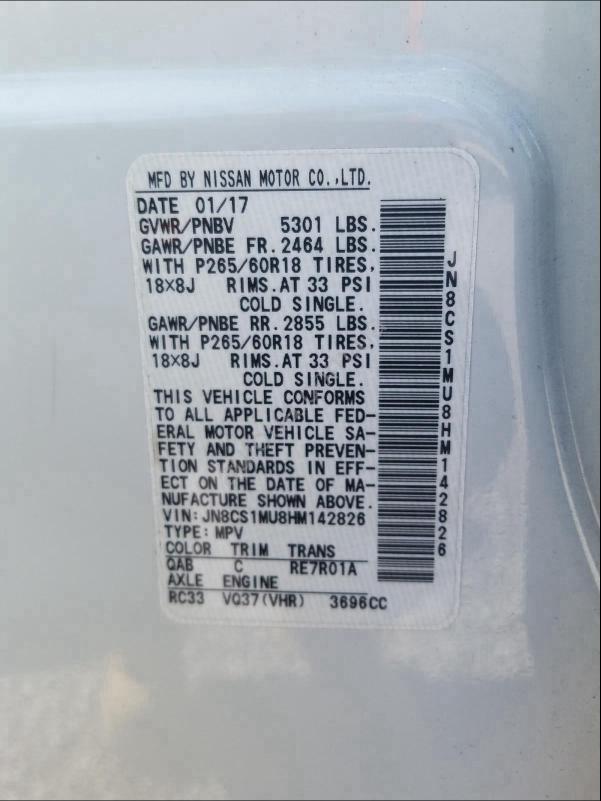 MFD BY NISSAN MOTOR CO.,LTD.
DATE 01/17
GVWR/PNBV 5301 LBS.
GAWR/PNBE FR. 2464 LBS.
WITH P265/60R18 TIRES,
18×8J RIMS.AT 33 PSI
COLD SINGLE.
GAWR/PNBE RR. 2855 LBS.
WITH P265/60R18 TIRES,
18×8J RIMS.AT 33 PSI
COLD SINGLE.
THIS VEHICLE CONFORMS
TO ALL APPLICABLE FED-
ERAL MOTOR VEHICLE SA-
FETY AND THEFT PREVEN-
TION STANDARDS IN EFF-
ECT ON THE DATE OF MA-
NUFACTURE SHOWN ABOVE.
VIN:JN8CS1MU8HM142826
TYPE:MPV
COLOR TRIM TRANS
QAB C RE7R01A
AXLE ENGINE
RC33 VQ37(VHR) 3696CC
JN8CS1MU8HM142826